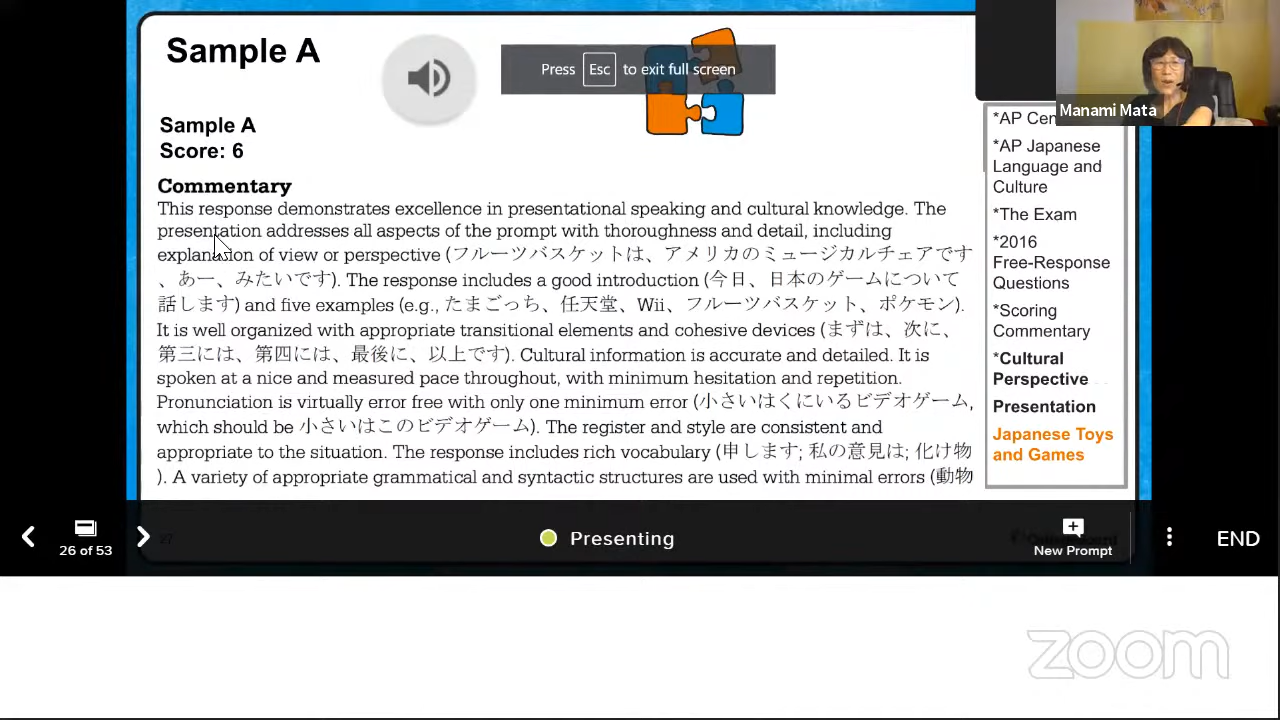 Sample A
Press Esc to exit full screen
Manami Mata
Sample A
Score: 6
Commentary
This response demonstrates excellence in presentational speaking and cultural knowledge. The
presentation addresses all aspects of the prompt with thoroughness and detail, including
explanation of view or perspective (フルーツバスケットは、アメリカのミュージカルチェアです
、あー、みたいです). The response includes a good introduction (今日、日本のゲームについて
話します) and five examples (e.g., たまごっち、任天堂、Wii、フルーツバスケット、ポケモン).
It is well organized with appropriate transitional elements and cohesive devices (まずは、次に、
第三には、第四には、最後に、以上です). Cultural information is accurate and detailed. It is
spoken at a nice and measured pace throughout, with minimum hesitation and repetition.
Pronunciation is virtually error free with only one minimum error (小さいはくにいるビデオゲーム,
which should be 小さいはこのビデオゲーム). The register and style are consistent and
appropriate to the situation. The response includes rich vocabulary (申します; 私の意見は; 化け物
). A variety of appropriate grammatical and syntactic structures are used with minimal errors (動物
*AP Cen
*AP Japanese
Language and
Culture
*The Exam
*2016
Free-Response
Questions
*Scoring
Commentary
*Cultural
Perspective
Presentation
Japanese Toys
and Games
26 of 53
27
Presenting
New Prompt
END
zoom